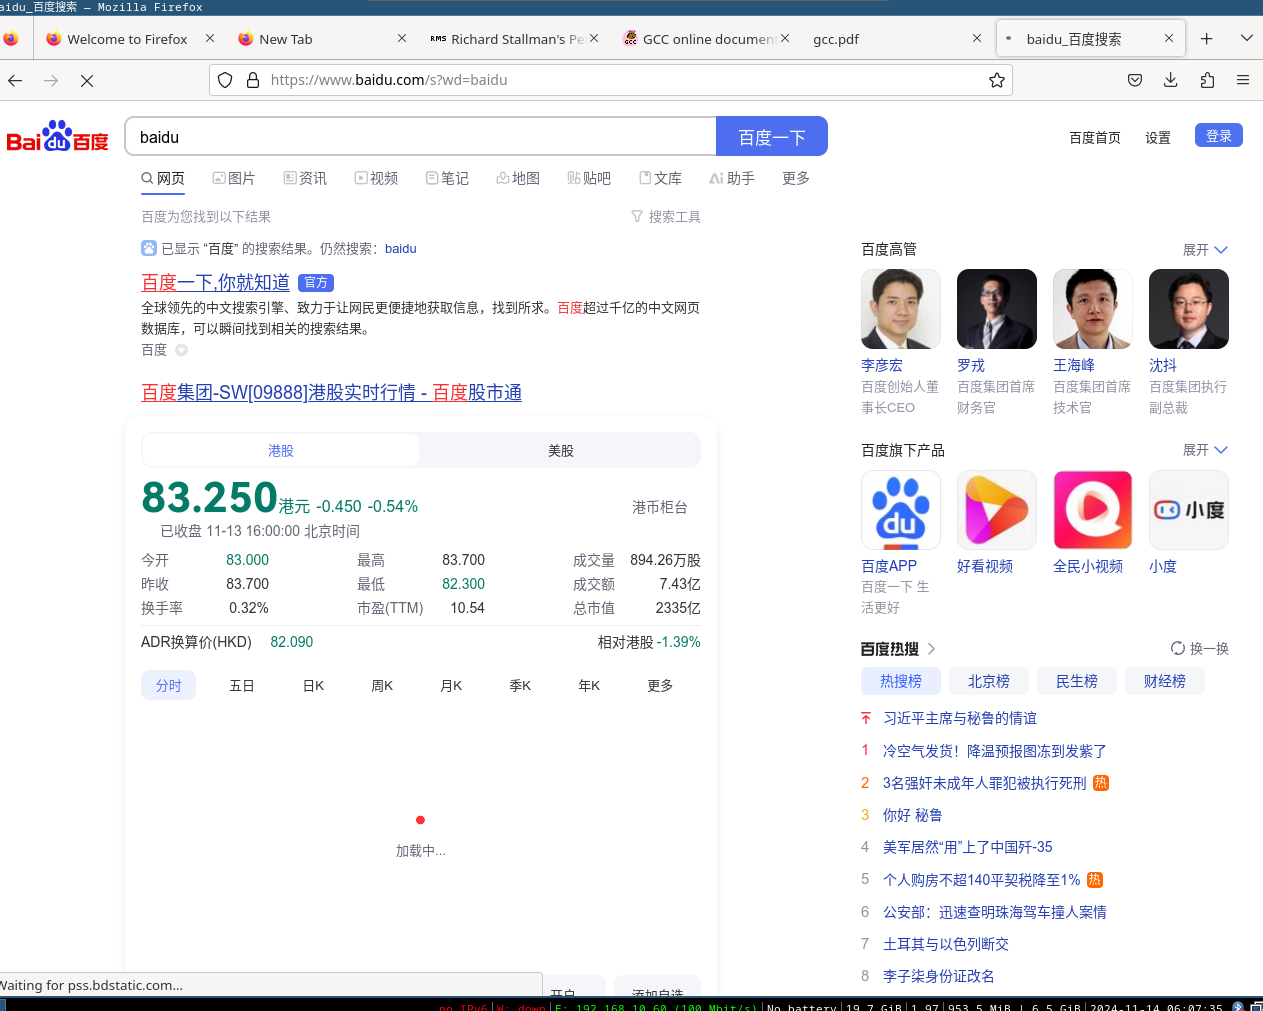 aidu_百度搜索 — Mozilla Firefox
Welcome to Firefox
New Tab
RMS Richard Stallman's Pe
GCC online documen
gcc.pdf
baidu_百度搜索
https://www.baidu.com/s?wd=baidu
Bai du 百度
baidu
百度一下
百度首页
设置
登录
网页 图片 资讯 视频 笔记 地图 贴吧 文库 助手 更多
百度为您找到以下结果
搜索工具
已显示 “百度” 的搜索结果。仍然搜索：baidu
百度一下,你就知道 官方
全球领先的中文搜索引擎、致力于让网民更便捷地获取信息，找到所求。百度超过千亿的中文网页
数据库，可以瞬间找到相关的搜索结果。
百度
百度集团-SW[09888]港股实时行情 - 百度股市通
港股 美股
83.250港元 -0.450 -0.54%
港币柜台
已收盘 11-13 16:00:00 北京时间
今开 83.000 最高 83.700 成交量 894.26万股
昨收 83.700 最低 82.300 成交额 7.43亿
换手率 0.32% 市盈(TTM) 10.54 总市值 2335亿
ADR换算价(HKD) 82.090 相对港股 -1.39%
分时 五日 日K 周K 月K 季K 年K 更多
加载中...
开户 添加自选
百度高管 展开
李彦宏 罗戎 王海峰 沈抖
百度创始人董 百度集团首席 百度集团首席 百度集团执行
事长CEO 财务官 技术官 副总裁
百度旗下产品 展开
du
小度
百度APP 好看视频 全民小视频 小度
百度一下 生
活更好
百度热搜 换一换
热搜榜 北京榜 民生榜 财经榜
习近平主席与秘鲁的情谊
1 冷空气发货！降温预报图冻到发紫了
2 3名强奸未成年人罪犯被执行死刑 热
3 你好 秘鲁
4 美军居然“用”上了中国歼-35
5 个人购房不超140平契税降至1% 热
6 公安部：迅速查明珠海驾车撞人案情
7 土耳其与以色列断交
8 李子柒身份证改名
Waiting for pss.bdstatic.com...
no IPv6|W: down|E: 192.168.10.60 (100 Mbit/s)|No battery|19.7 GiB|1.97|953.5 MiB | 6.5 GiB|2024-11-14 06:07:35